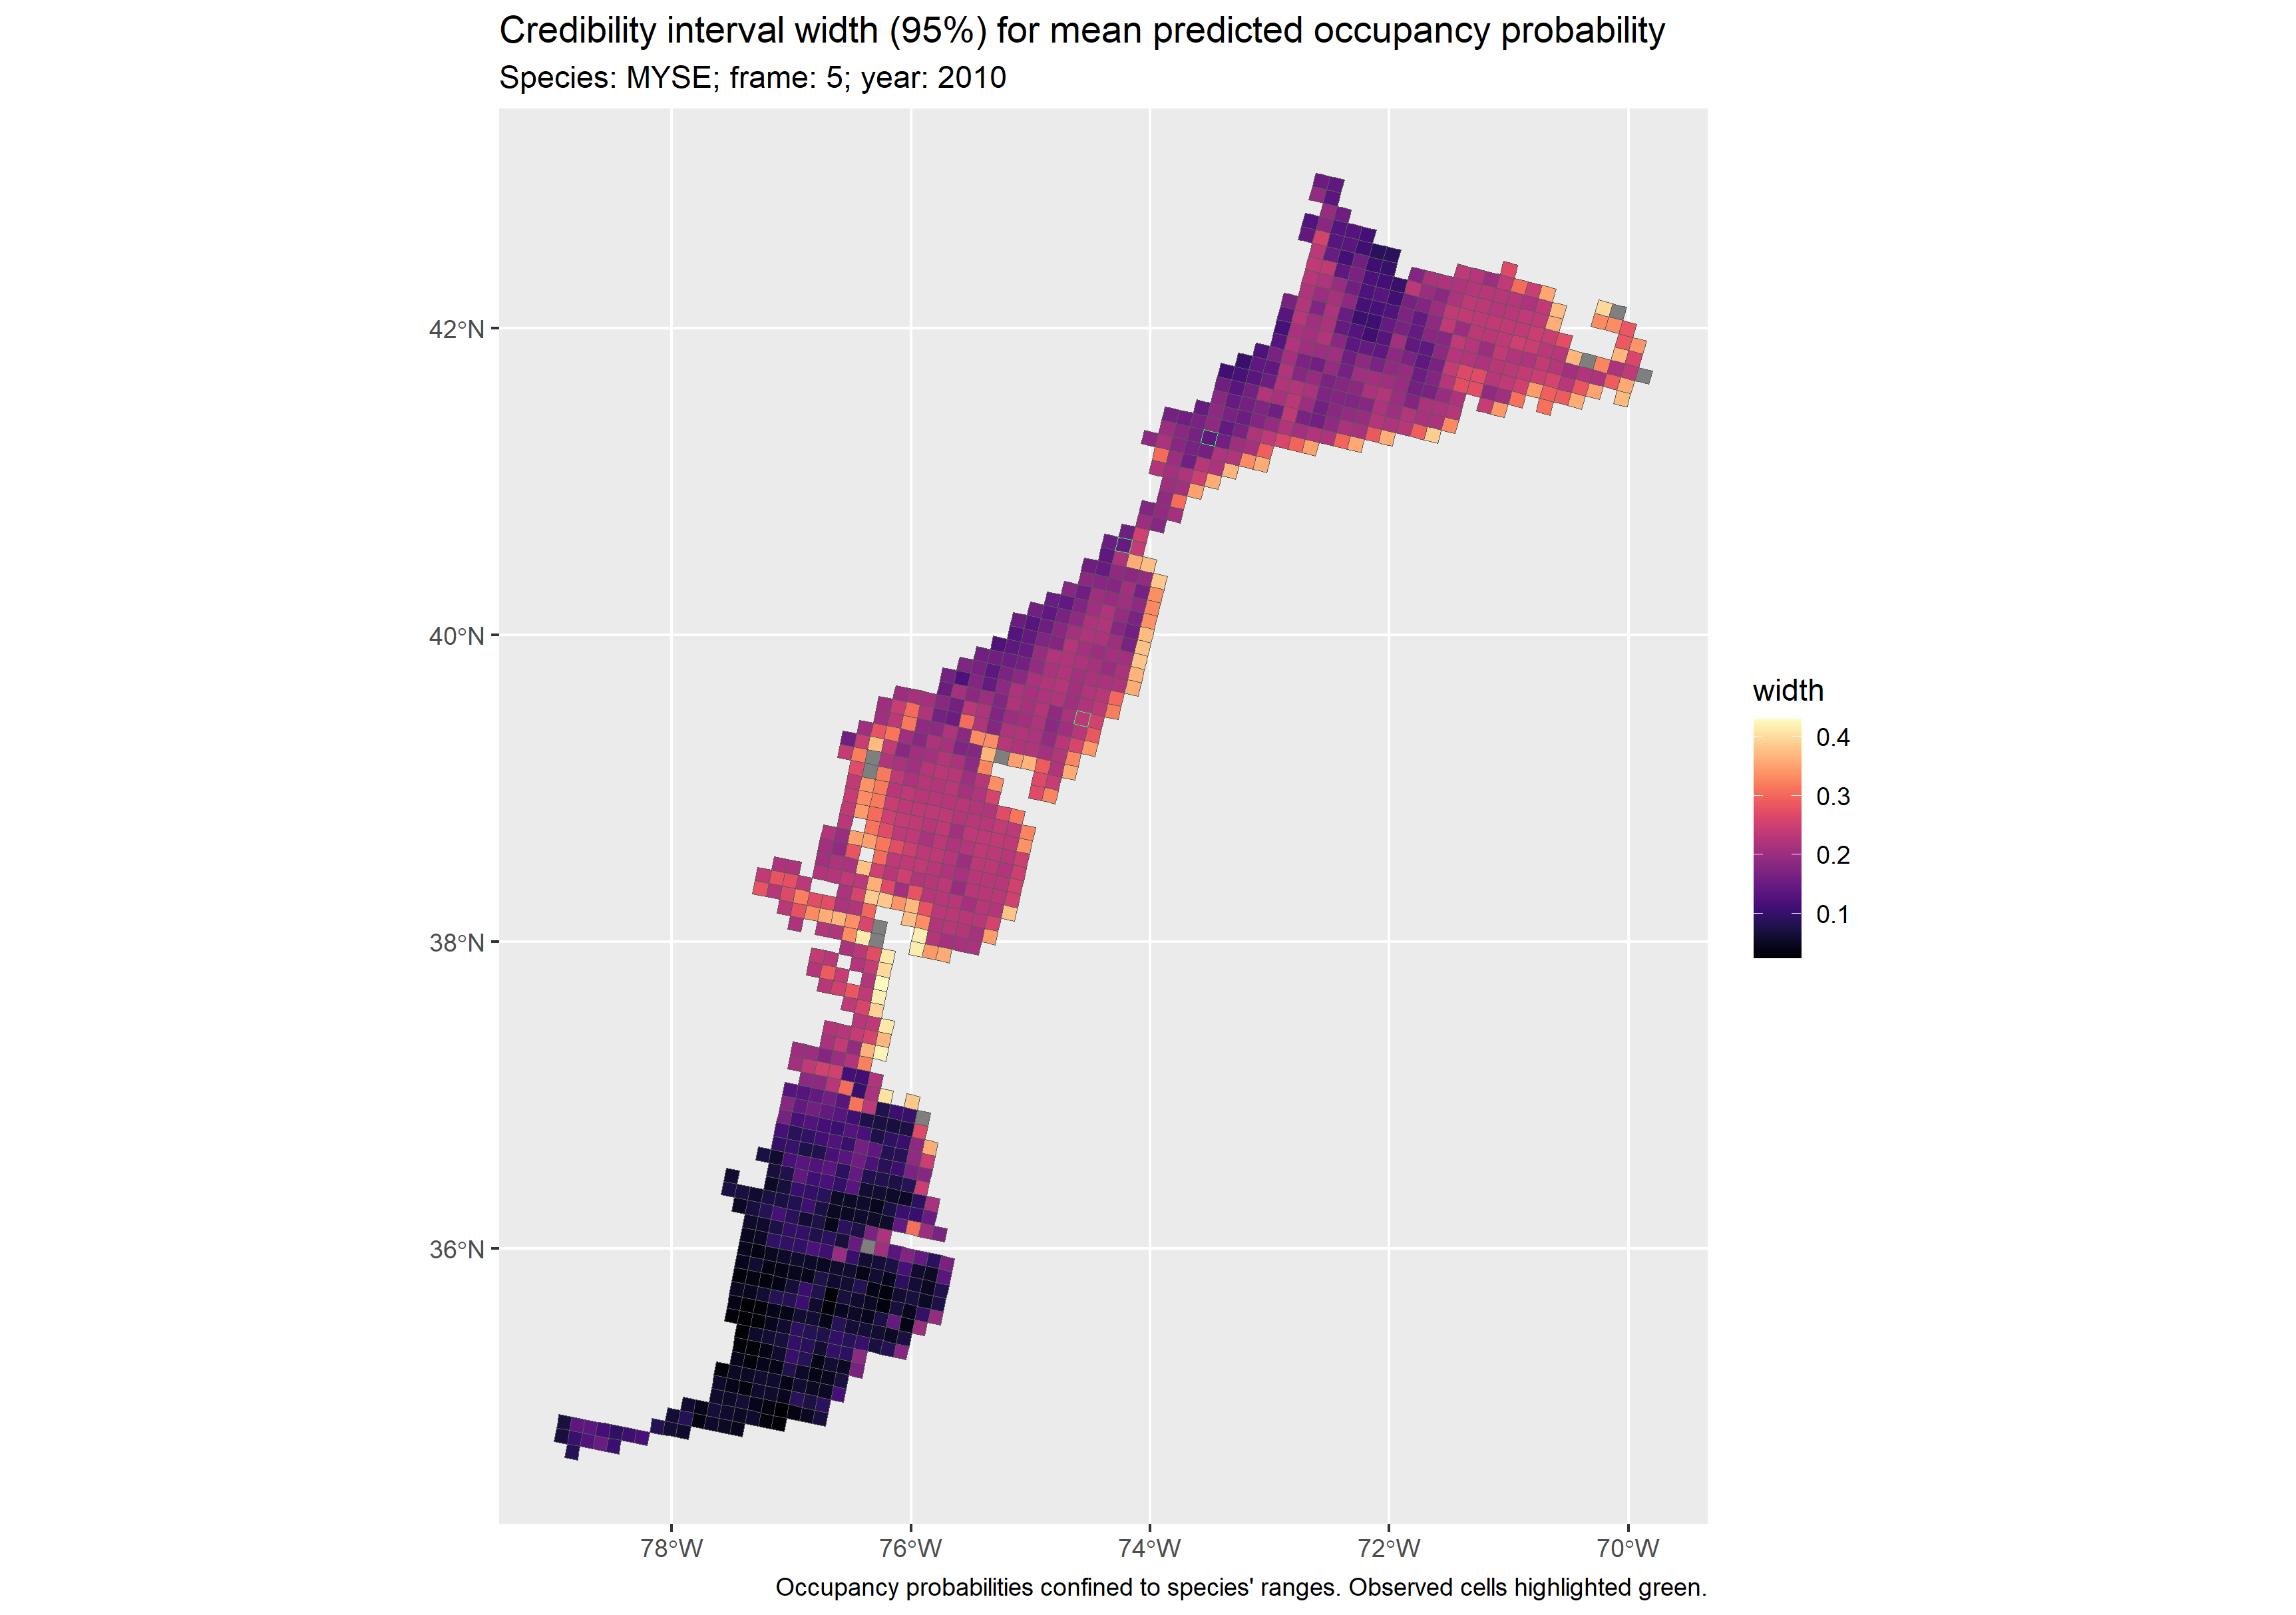 Credibility interval width (95%) for mean predicted occupancy probability
Species: MYSE; frame: 5; year: 2010
42°N
40°N
38°N
36°N
width
0.4
0.3
0.2
0.1
78°W 76°W 74°W 72°W 70°W
Occupancy probabilities confined to species' ranges. Observed cells highlighted green.